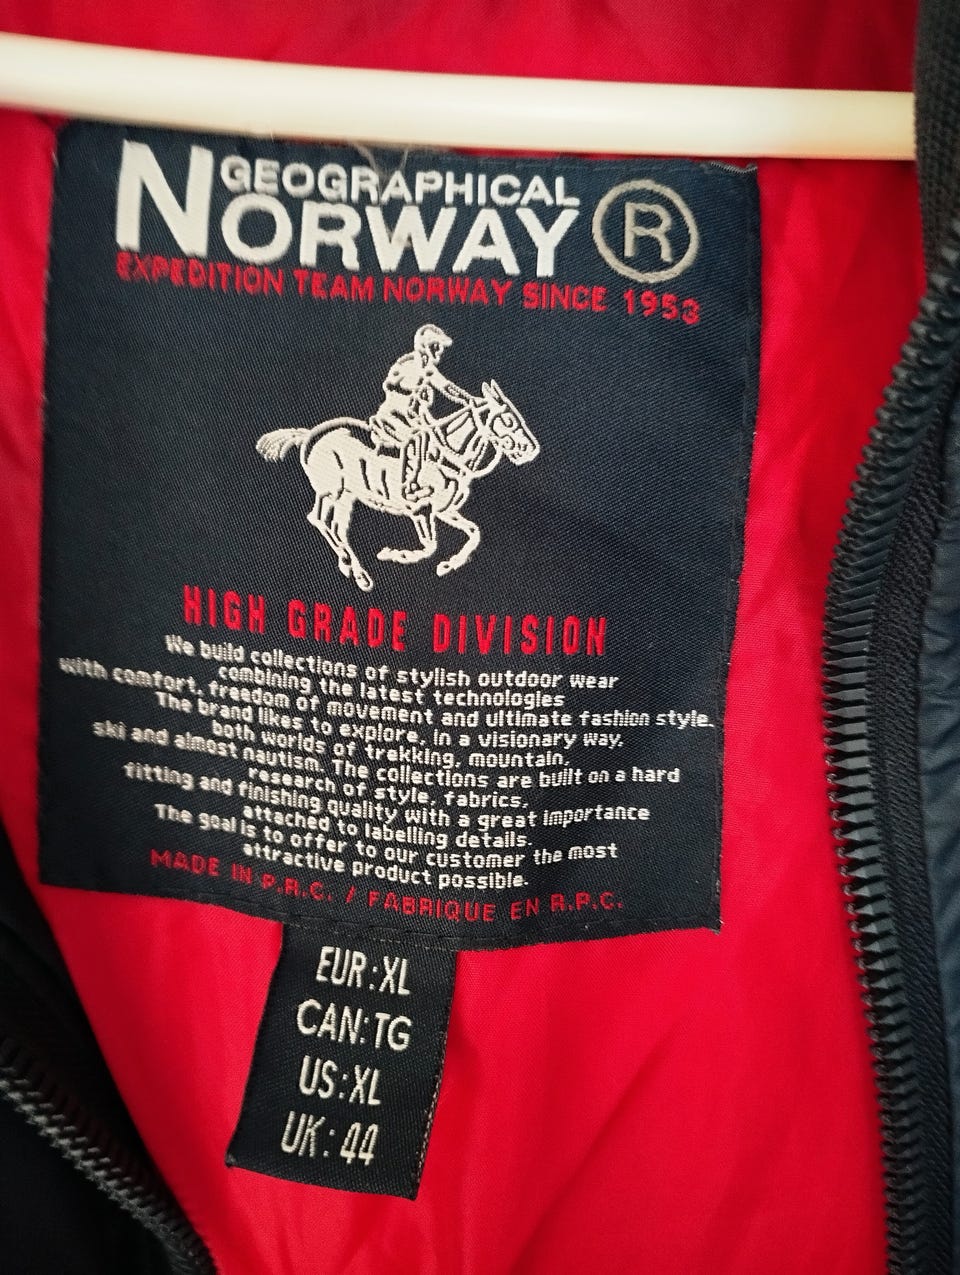 GEOGRAPHICAL
NORWAY ®
EXPEDITION TEAM NORWAY SINCE 1953
HIGH GRADE DIVISION
We build collections of stylish outdoor wear
combining the latest technologies
with comfort, freedom of movement and ultimate fashion style.
The brand likes to explore, in a visionary way,
both worlds of trekking, mountain,
ski and almost nautism. The collections are built on a hard
research of style, fabrics,
fitting and finishing quality with a great importance
attached to labelling details.
The goal is to offer to our customer the most
attractive product possible.
MADE IN P.R.C. / FABRIQUE EN R.P.C.
EUR:XL
CAN:TG
US:XL
UK:44